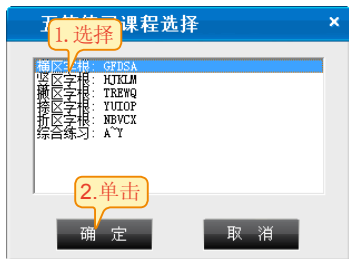 五笔练习课程选择 ×
1.选择
横区字根: GFDSA
竖区字根: HJKLM
撇区字根: TREWQ
捺区字根: YUIOP
折区字根: NBVCX
综合练习: A~Y
2.单击
确 定 取 消